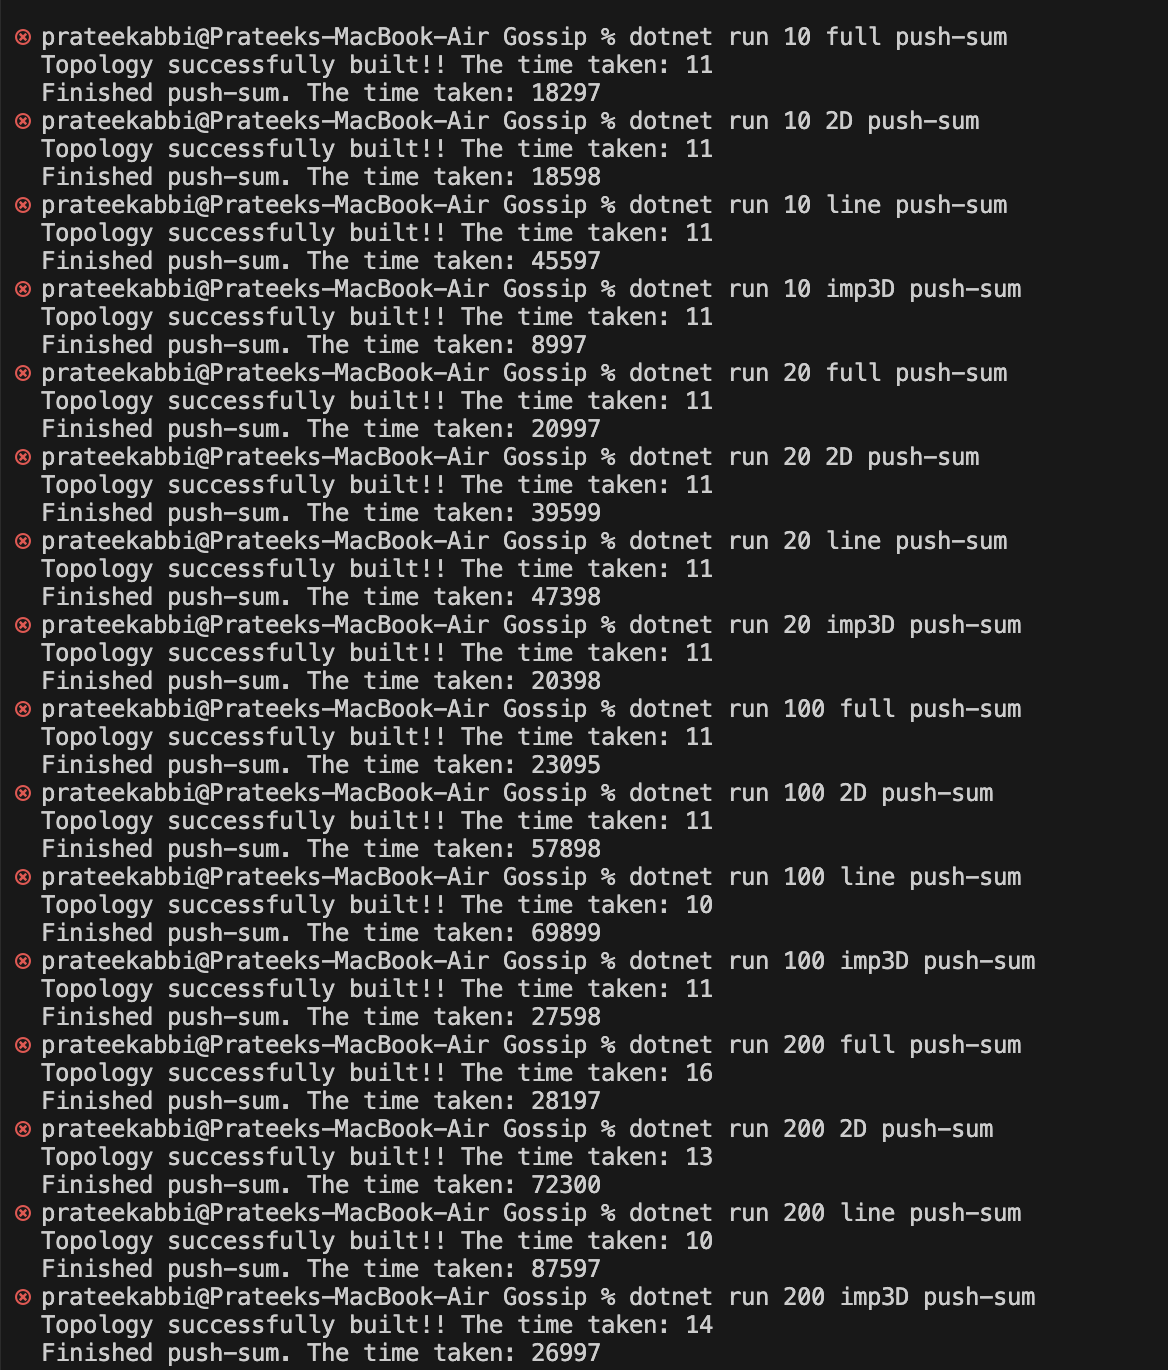 prateekabbi@Prateeks-MacBook-Air Gossip % dotnet run 10 full push-sum
Topology successfully built!! The time taken: 11
Finished push-sum. The time taken: 18297
prateekabbi@Prateeks-MacBook-Air Gossip % dotnet run 10 2D push-sum
Topology successfully built!! The time taken: 11
Finished push-sum. The time taken: 18598
prateekabbi@Prateeks-MacBook-Air Gossip % dotnet run 10 line push-sum
Topology successfully built!! The time taken: 11
Finished push-sum. The time taken: 45597
prateekabbi@Prateeks-MacBook-Air Gossip % dotnet run 10 imp3D push-sum
Topology successfully built!! The time taken: 11
Finished push-sum. The time taken: 8997
prateekabbi@Prateeks-MacBook-Air Gossip % dotnet run 20 full push-sum
Topology successfully built!! The time taken: 11
Finished push-sum. The time taken: 20997
prateekabbi@Prateeks-MacBook-Air Gossip % dotnet run 20 2D push-sum
Topology successfully built!! The time taken: 11
Finished push-sum. The time taken: 39599
prateekabbi@Prateeks-MacBook-Air Gossip % dotnet run 20 line push-sum
Topology successfully built!! The time taken: 11
Finished push-sum. The time taken: 47398
prateekabbi@Prateeks-MacBook-Air Gossip % dotnet run 20 imp3D push-sum
Topology successfully built!! The time taken: 11
Finished push-sum. The time taken: 20398
prateekabbi@Prateeks-MacBook-Air Gossip % dotnet run 100 full push-sum
Topology successfully built!! The time taken: 11
Finished push-sum. The time taken: 23095
prateekabbi@Prateeks-MacBook-Air Gossip % dotnet run 100 2D push-sum
Topology successfully built!! The time taken: 11
Finished push-sum. The time taken: 57898
prateekabbi@Prateeks-MacBook-Air Gossip % dotnet run 100 line push-sum
Topology successfully built!! The time taken: 10
Finished push-sum. The time taken: 69899
prateekabbi@Prateeks-MacBook-Air Gossip % dotnet run 100 imp3D push-sum
Topology successfully built!! The time taken: 11
Finished push-sum. The time taken: 27598
prateekabbi@Prateeks-MacBook-Air Gossip % dotnet run 200 full push-sum
Topology successfully built!! The time taken: 16
Finished push-sum. The time taken: 28197
prateekabbi@Prateeks-MacBook-Air Gossip % dotnet run 200 2D push-sum
Topology successfully built!! The time taken: 13
Finished push-sum. The time taken: 72300
prateekabbi@Prateeks-MacBook-Air Gossip % dotnet run 200 line push-sum
Topology successfully built!! The time taken: 10
Finished push-sum. The time taken: 87597
prateekabbi@Prateeks-MacBook-Air Gossip % dotnet run 200 imp3D push-sum
Topology successfully built!! The time taken: 14
Finished push-sum. The time taken: 26997